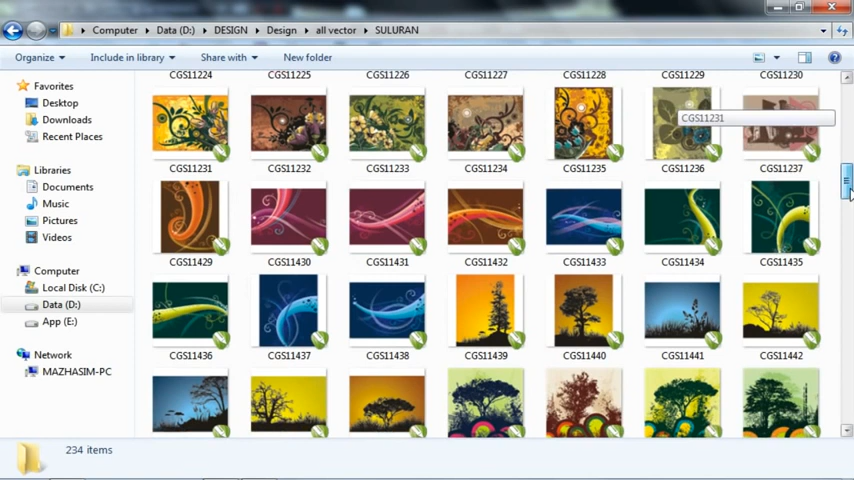 Computer Data (D:) DESIGN Design all vector SULURAN
Organize Include in library Share with New folder
Favorites
Desktop
Downloads
Recent Places
Libraries
Documents
Music
Pictures
Videos
Computer
Local Disk (C:)
Data (D:)
App (E:)
Network
MAZHASIM-PC
CGS11224 CGS11225 CGS11226 CGS11227 CGS11228 CGS11229 CGS11230
CGS11231
CGS11231 CGS11232 CGS11233 CGS11234 CGS11235 CGS11236 CGS11237
CGS11429 CGS11430 CGS11431 CGS11432 CGS11433 CGS11434 CGS11435
CGS11436 CGS11437 CGS11438 CGS11439 CGS11440 CGS11441 CGS11442
234 items